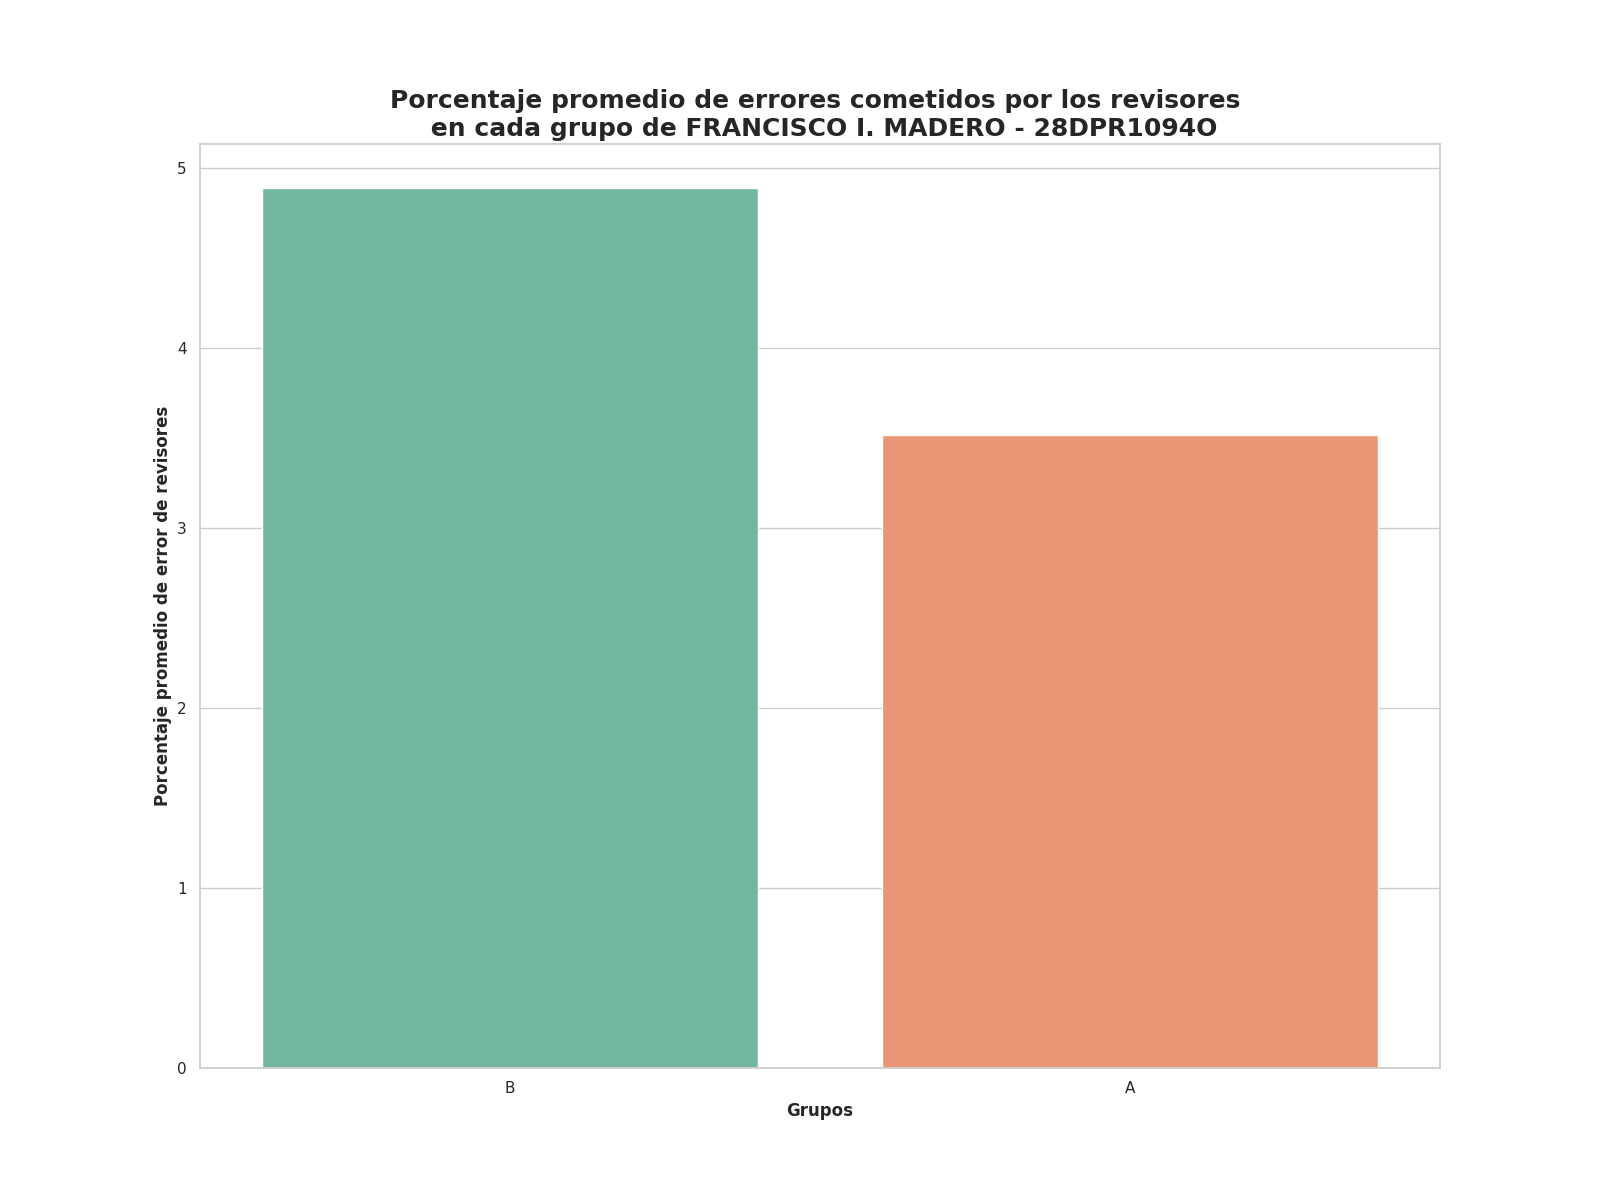 Porcentaje promedio de errores cometidos por los revisores
en cada grupo de FRANCISCO I. MADERO - 28DPR1094O
5
4
3
2
1
0
Porcentaje promedio de error de revisores
B
A
Grupos